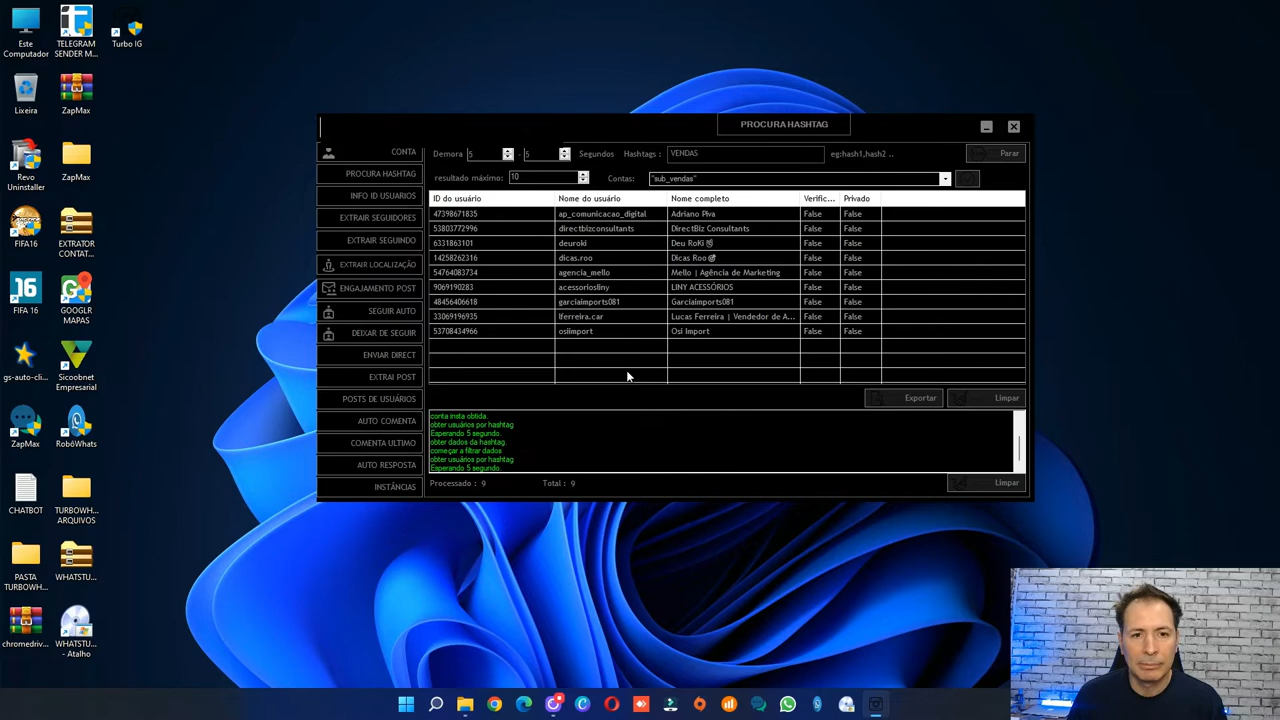 Este Computador
TELEGRAM SENDER M...
Turbo IG
Lixeira
ZapMax
Revo Uninstaller
ZapMax
FIFA16
EXTRATOR CONTAT...
FIFA 16
GOOGLR MAPAS
gs-auto-cli...
Sicoobnet Empresarial
ZapMax
RobôWhats
CHATBOT
TURBOWH... ARQUIVOS
PASTA TURBOWH...
WHATSTU...
chromedriv...
WHATSTU... - Atalho
PROCURA HASHTAG
CONTA
PROCURA HASHTAG
INFO ID USUARIOS
EXTRAIR SEGUIDORES
EXTRAIR SEGUINDO
EXTRAIR LOCALIZAÇÃO
ENGAJAMENTO POST
SEGUIR AUTO
DEIXAR DE SEGUIR
ENVIAR DIRECT
EXTRAI POST
POSTS DE USUÁRIOS
AUTO COMENTA
COMENTA ULTIMO
AUTO RESPOSTA
INSTÂNCIAS
Demora 5 - 5 Segundos Hashtags : VENDAS eg:hash1,hash2 .. Parar
resultado máximo: 10 Contas: "sub_vendas"
ID do usuário Nome do usuário Nome completo Verific... Privado
47398671835 ap_comunicacao_digital Adriano Piva False False
53803772996 directbizconsultants DirectBiz Consultants False False
6331863101 deuroki Deu RoKi False False
14258262316 dicas.roo Dicas Roo False False
54764083734 agencia_mello Mello | Agência de Marketing False False
9069190283 acessoriosliny LINY ACESSÓRIOS False False
48456406618 garciaimports081 Garciaimports081 False False
33069196935 lferreira.car Lucas Ferreira | Vendedor de A... False False
53708434966 osiimport Osi Import False False
Exportar Limpar
conta insta obtida.
obter usuários por hashtag
Esperando 5 segundo.
obter dados da hashtag.
começar a filtrar dados
obter usuários por hashtag
Esperando 5 segundo.
Processado : 9 Total : 9 Limpar